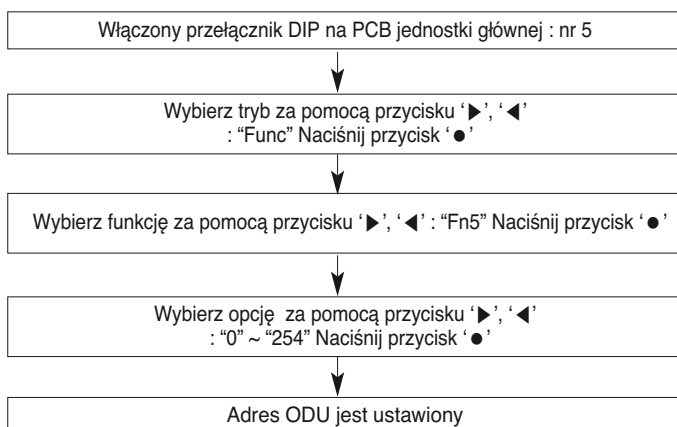 Włączony przełącznik DIP na PCB jednostki głównej : nr 5
Wybierz tryb za pomocą przycisku ‘▶’, ‘◀’
: “Func” Naciśnij przycisk ‘●’
Wybierz funkcję za pomocą przycisku ‘▶’, ‘◀’ : “Fn5” Naciśnij przycisk ‘●’
Wybierz opcję za pomocą przycisku ‘▶’, ‘◀’
: “0” ~ “254” Naciśnij przycisk ‘●’
Adres ODU jest ustawiony